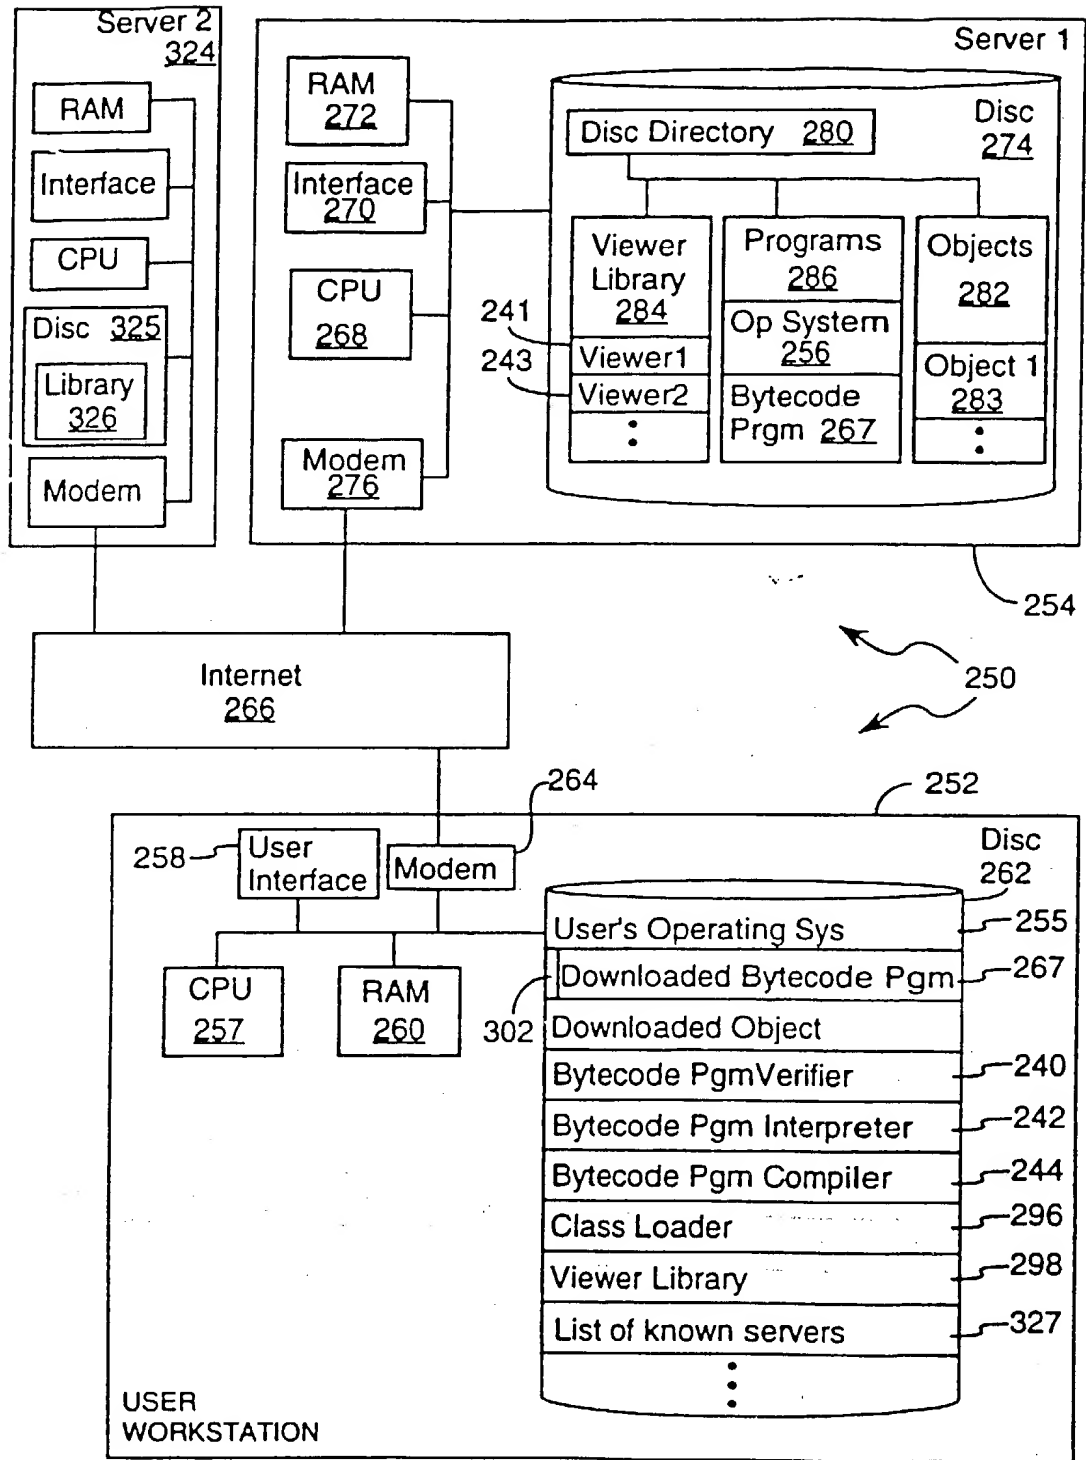 Server 2
324
RAM
Interface
CPU
Disc 325
Library
326
Modem
Server 1
RAM
272
Interface
270
CPU
268
Modem
276
Disc
274
Disc Directory 280
Viewer
Library
284
Viewer1
Viewer2
241
243
Programs
286
Op System
256
Bytecode
Prgm 267
Objects
282
Object 1
283
254
250
Internet
266
264
252
258
User
Interface
Modem
CPU
257
RAM
260
Disc
262
User's Operating Sys
255
Downloaded Bytecode Pgm
267
302
Downloaded Object
Bytecode PgmVerifier
240
Bytecode Pgm Interpreter
242
Bytecode Pgm Compiler
244
Class Loader
296
Viewer Library
298
List of known servers
327
USER
WORKSTATION